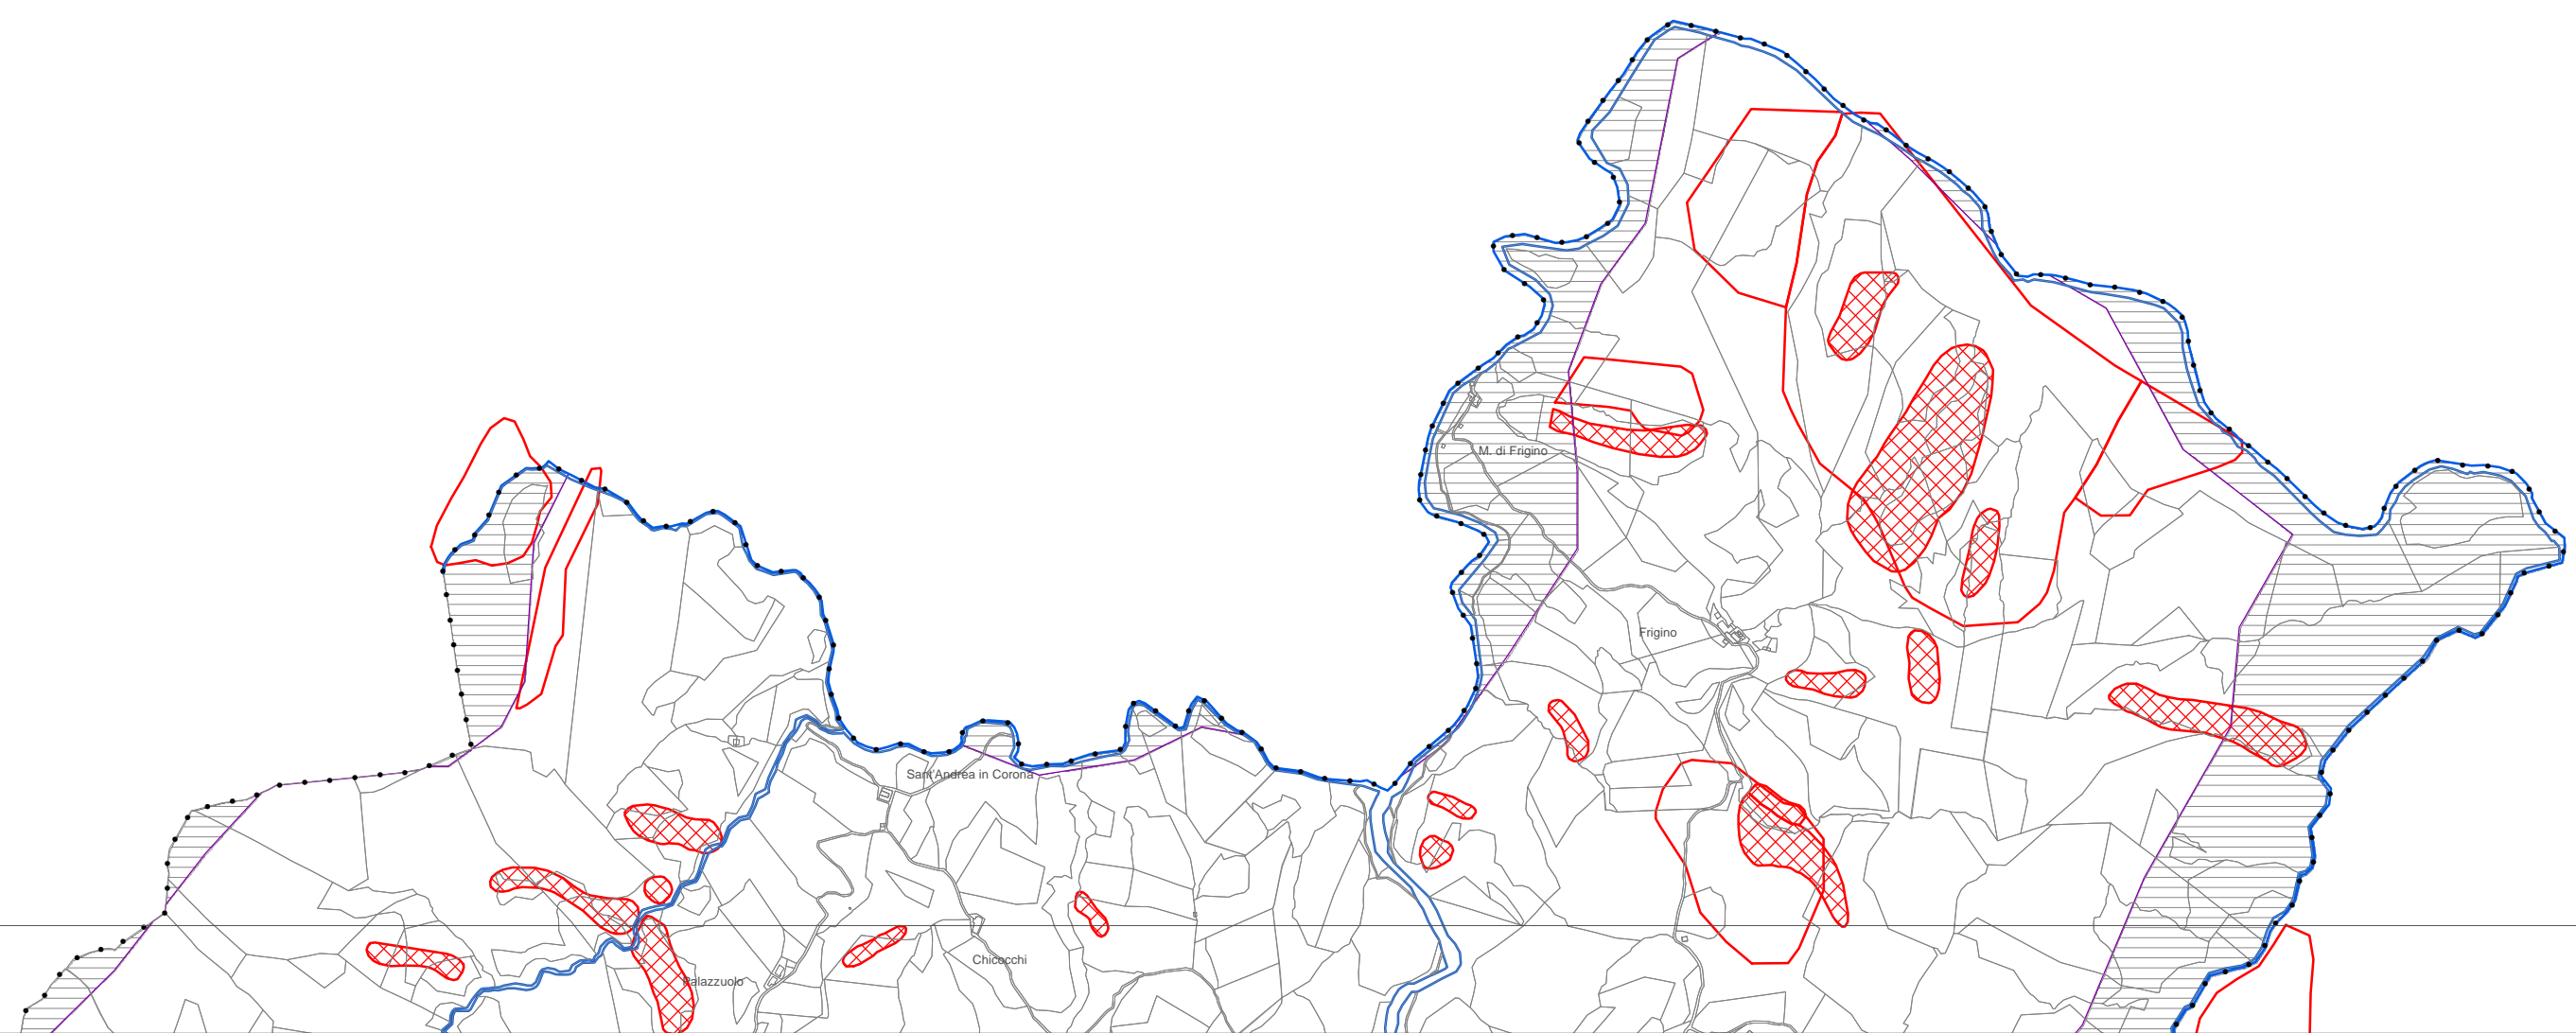 M. di Frigino
Frigino
Sant'Andrea in Corona
Chicocchi
Palazzuolo